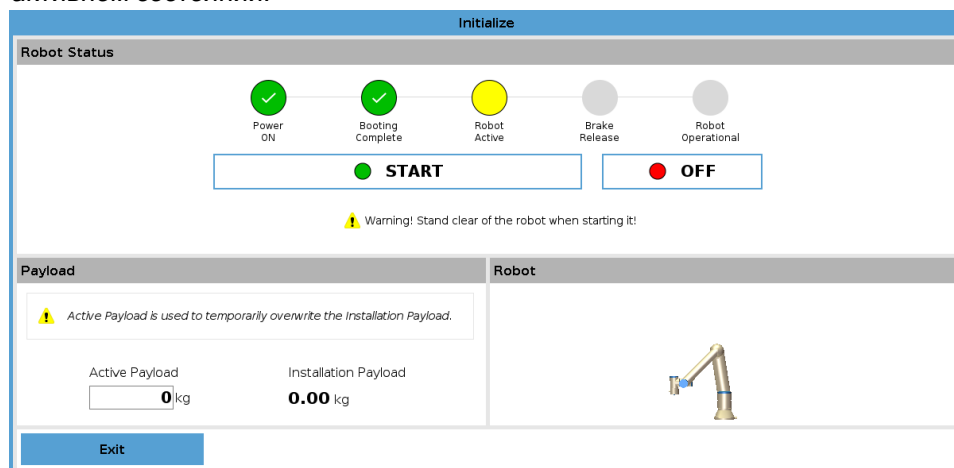 Initialize
Robot Status
Power ON
Booting Complete
Robot Active
Brake Release
Robot Operational
START
OFF
Warning! Stand clear of the robot when starting it!
Payload
Robot
Active Payload is used to temporarily overwrite the Installation Payload.
Active Payload
Installation Payload
0 kg
0.00 kg
Exit